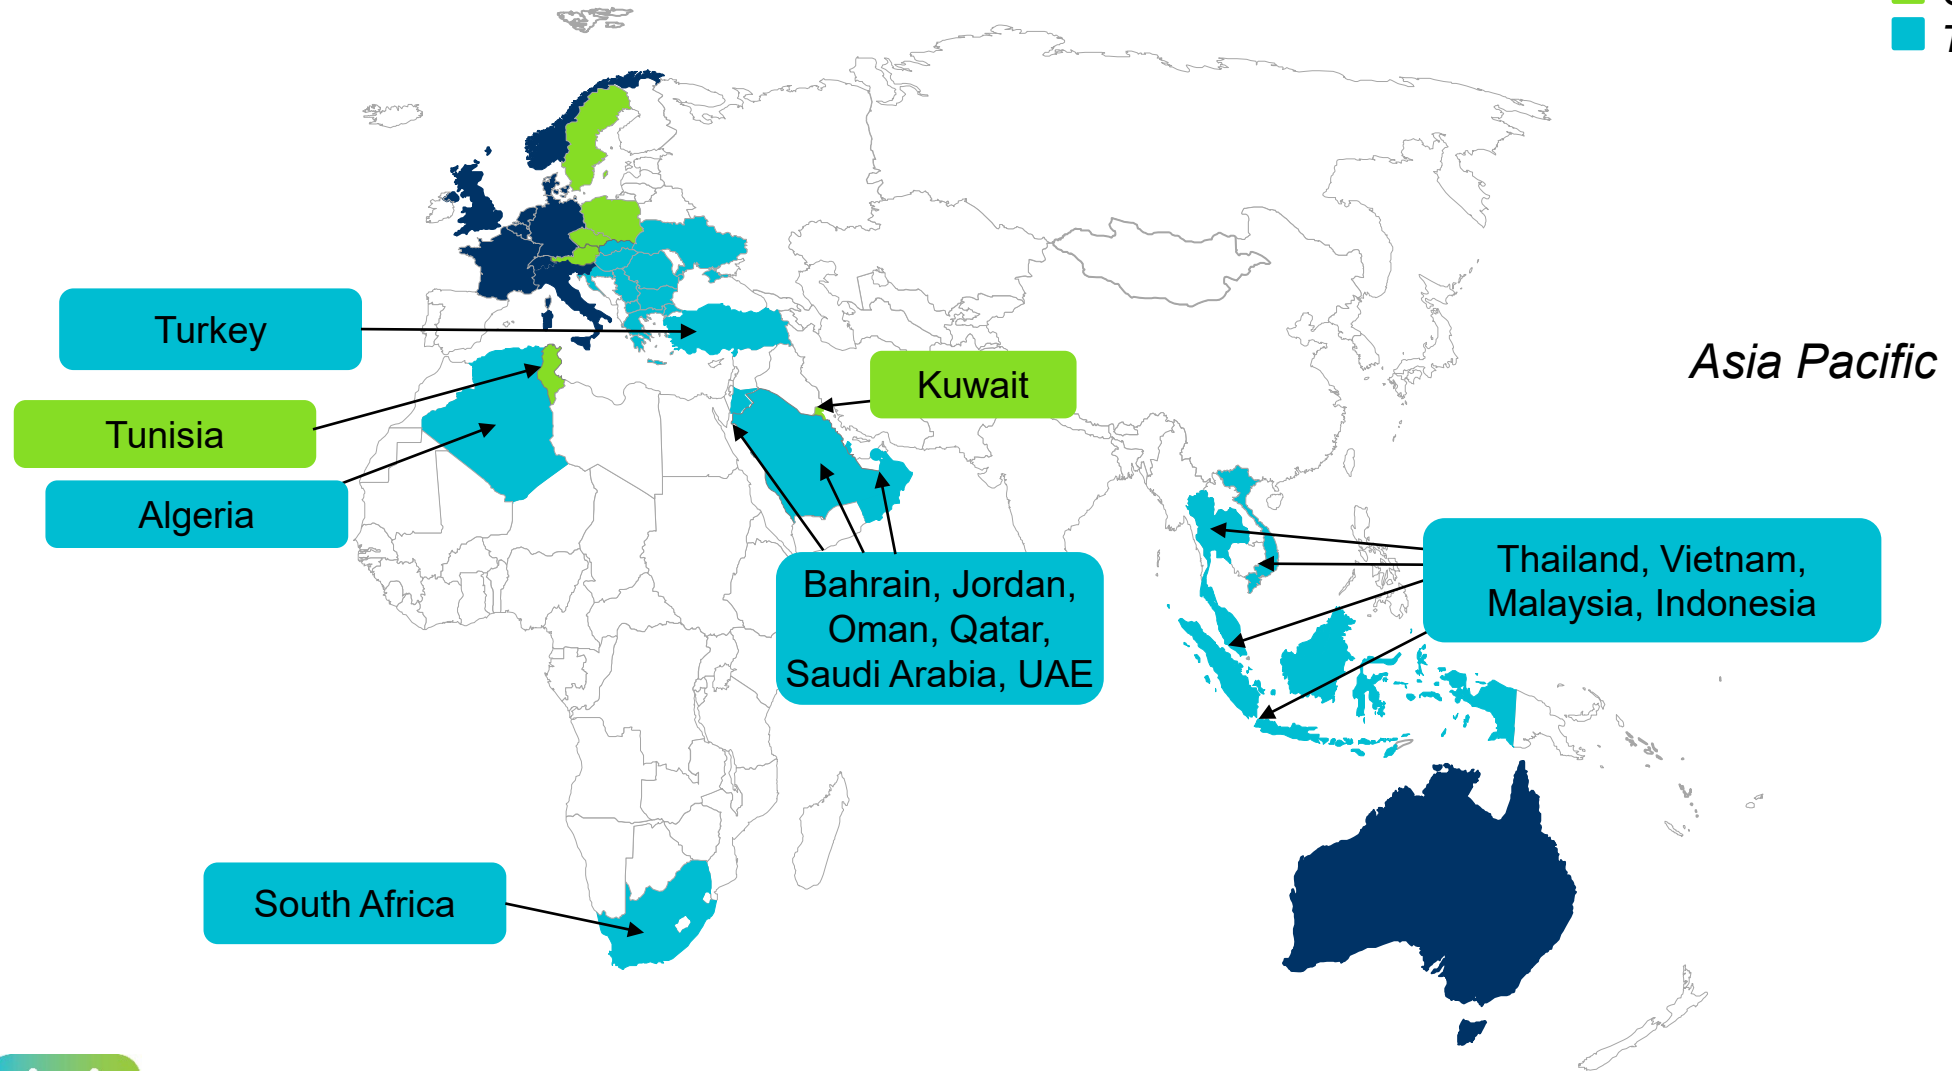 Asia Pacific
Turkey
Kuwait
Tunisia
Algeria
Thailand, Vietnam,
Malaysia, Indonesia
Bahrain, Jordan,
Oman, Qatar,
Saudi Arabia, UAE
South Africa